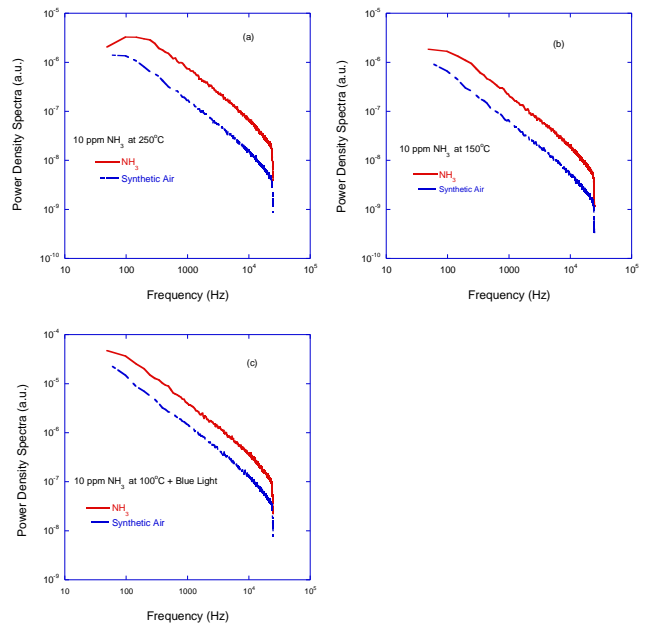 (a)
Power Density Spectra (a.u.)
10⁻⁵
10⁻⁶
10⁻⁷
10⁻⁸
10⁻⁹
10⁻¹⁰
10 ppm NH₃ at 250°C
NH₃
Synthetic Air
10 100 1000 10⁴ 10⁵
Frequency (Hz)
(b)
Power Density Spectra (a.u.)
10⁻⁵
10⁻⁶
10⁻⁷
10⁻⁸
10⁻⁹
10⁻¹⁰
10 ppm NH₃ at 150°C
NH₃
Synthetic Air
10 100 1000 10⁴ 10⁵
Frequency (Hz)
(c)
Power Density Spectra (a.u.)
10⁻⁴
10⁻⁵
10⁻⁶
10⁻⁷
10⁻⁸
10⁻⁹
10 ppm NH₃ at 100°C + Blue Light
NH₃
Synthetic Air
10 100 1000 10⁴ 10⁵
Frequency (Hz)